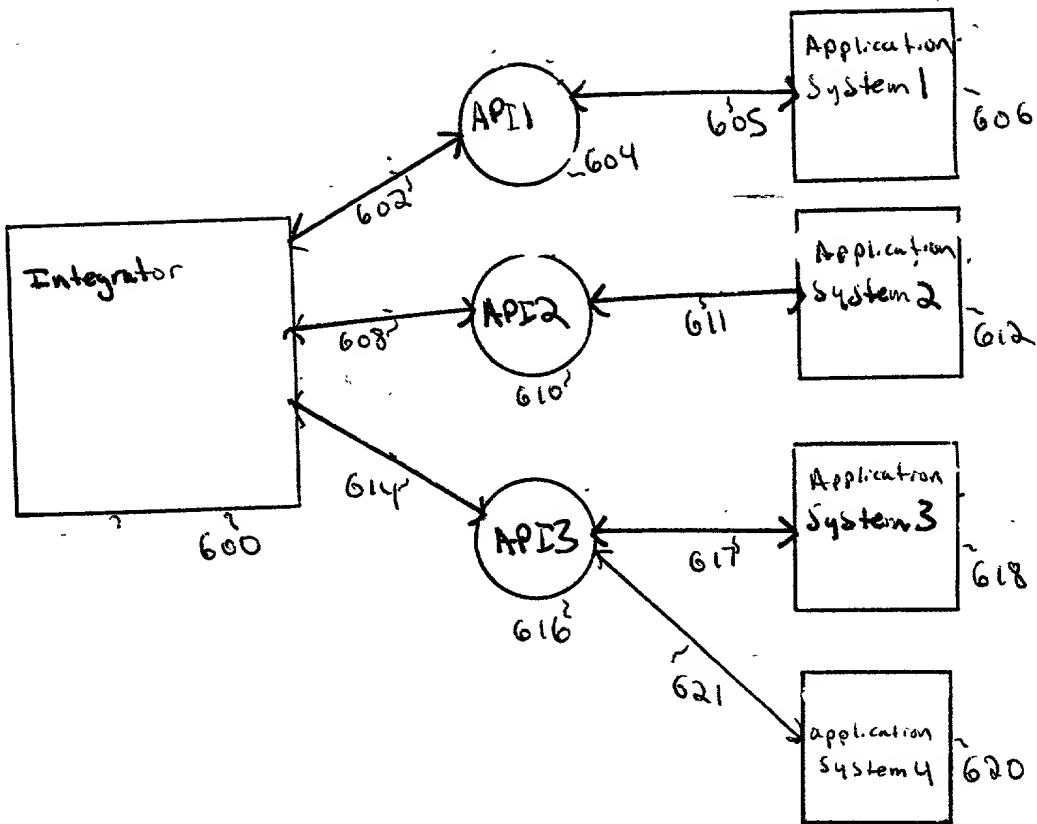 Application
System 1
606
605
API1
604
602
Integrator
600
Application
System 2
612
611
API2
610
608
Application
System 3
618
617
API3
616
614
621
application
System 4
620